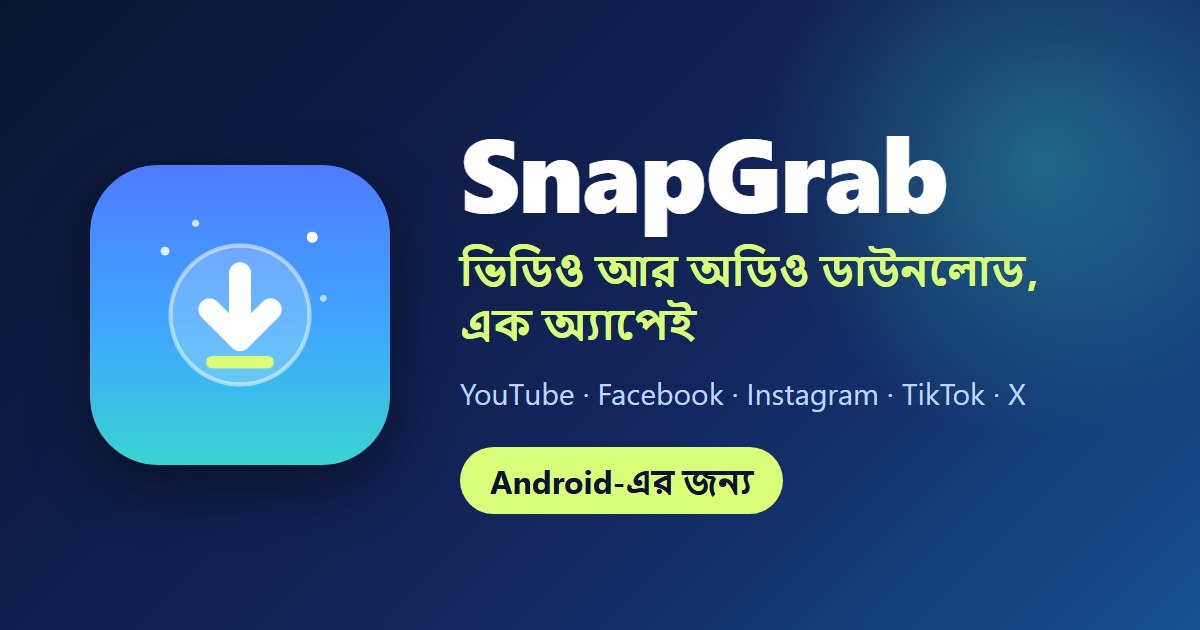 SnapGrab
ভিডিও আর অডিও ডাউনলোড,
এক অ্যাপেই
YouTube · Facebook · Instagram · TikTok · X
Android-এর জন্য